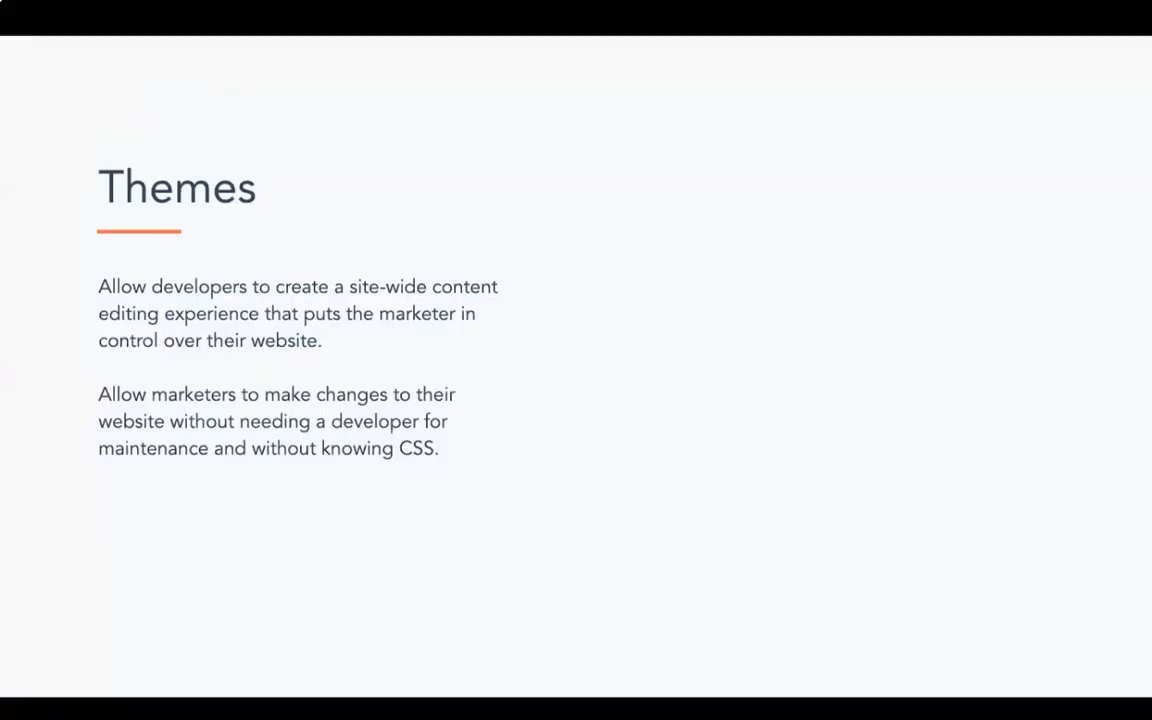 Themes
Allow developers to create a site-wide content
editing experience that puts the marketer in
control over their website.
Allow marketers to make changes to their
website without needing a developer for
maintenance and without knowing CSS.